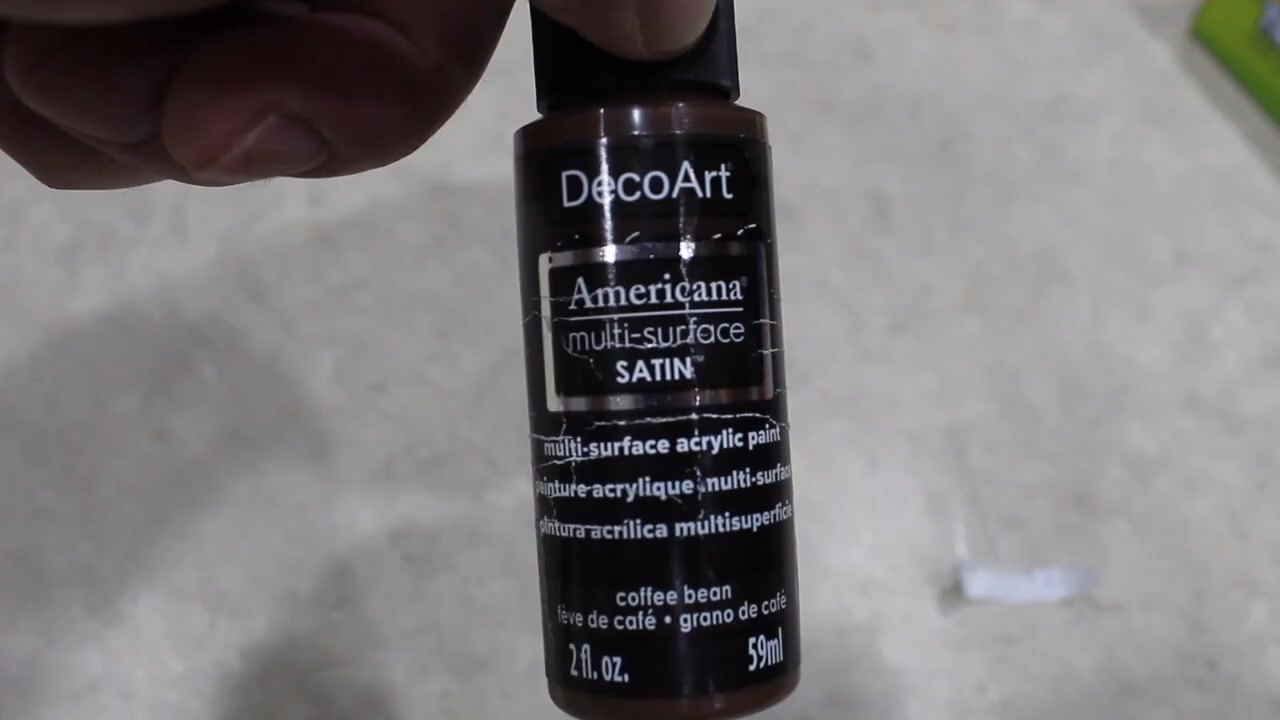 DecoArt®
Americana®
multi-surface
SATIN™
multi-surface acrylic paint
peinture acrylique multi-surface
pintura acrílica multisuperficie
coffee bean
fève de café • grano de café
2 fl. oz. 59ml